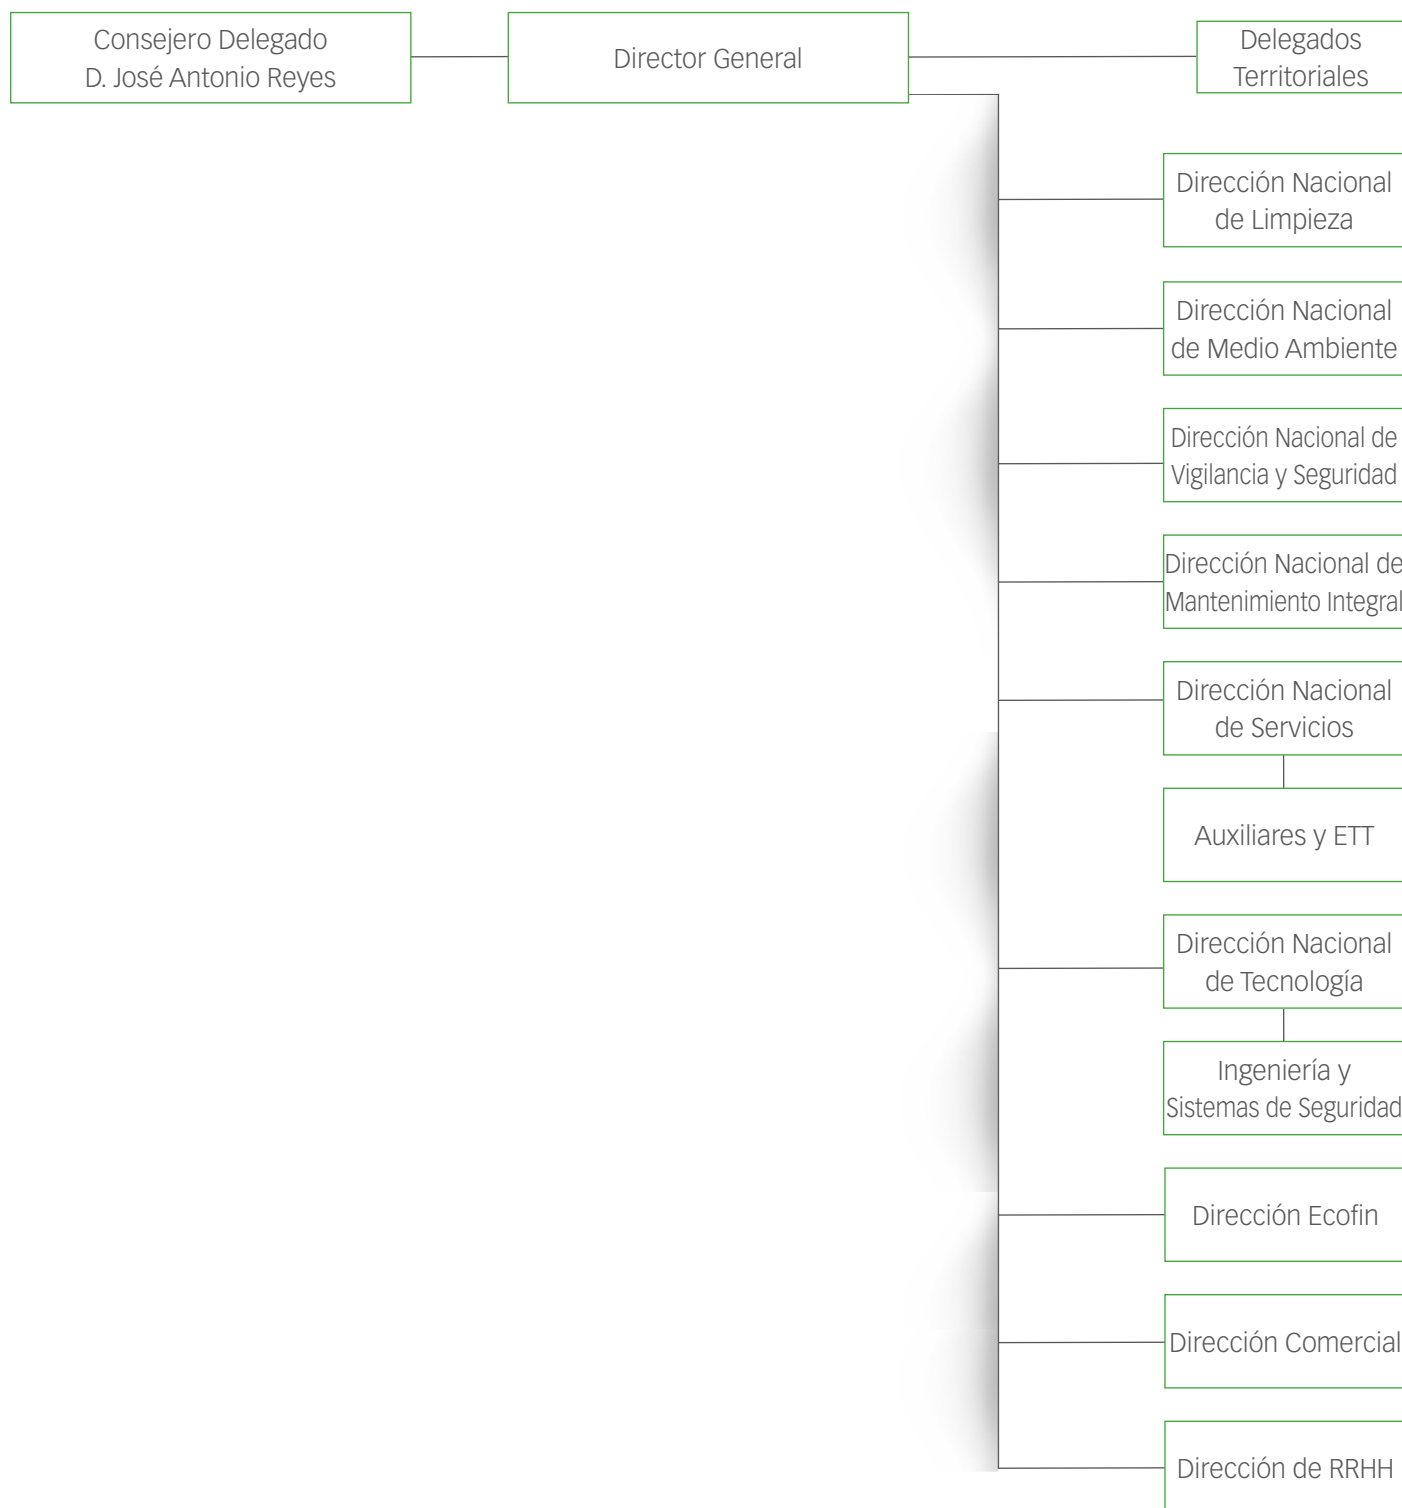 Consejero Delegado
D. José Antonio Reyes
Director General
Delegados
Territoriales
Dirección Nacional
de Limpieza
Dirección Nacional
de Medio Ambiente
Dirección Nacional de
Vigilancia y Seguridad
Dirección Nacional de
Mantenimiento Integral
Dirección Nacional
de Servicios
Auxiliares y ETT
Dirección Nacional
de Tecnología
Ingeniería y
Sistemas de Seguridad
Dirección Ecofin
Dirección Comercial
Dirección de RRHH